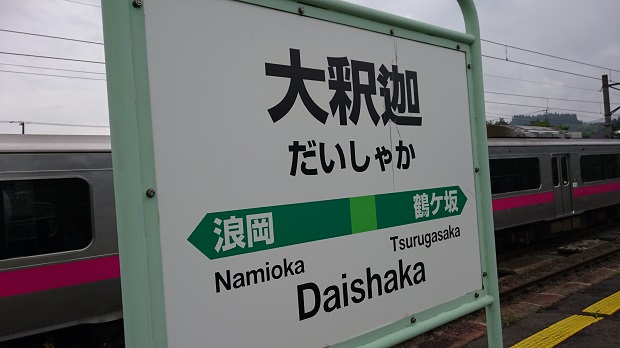 大釈迦
だいしゃか
浪岡 鶴ケ坂
Namioka Tsurugasaka
Daishaka